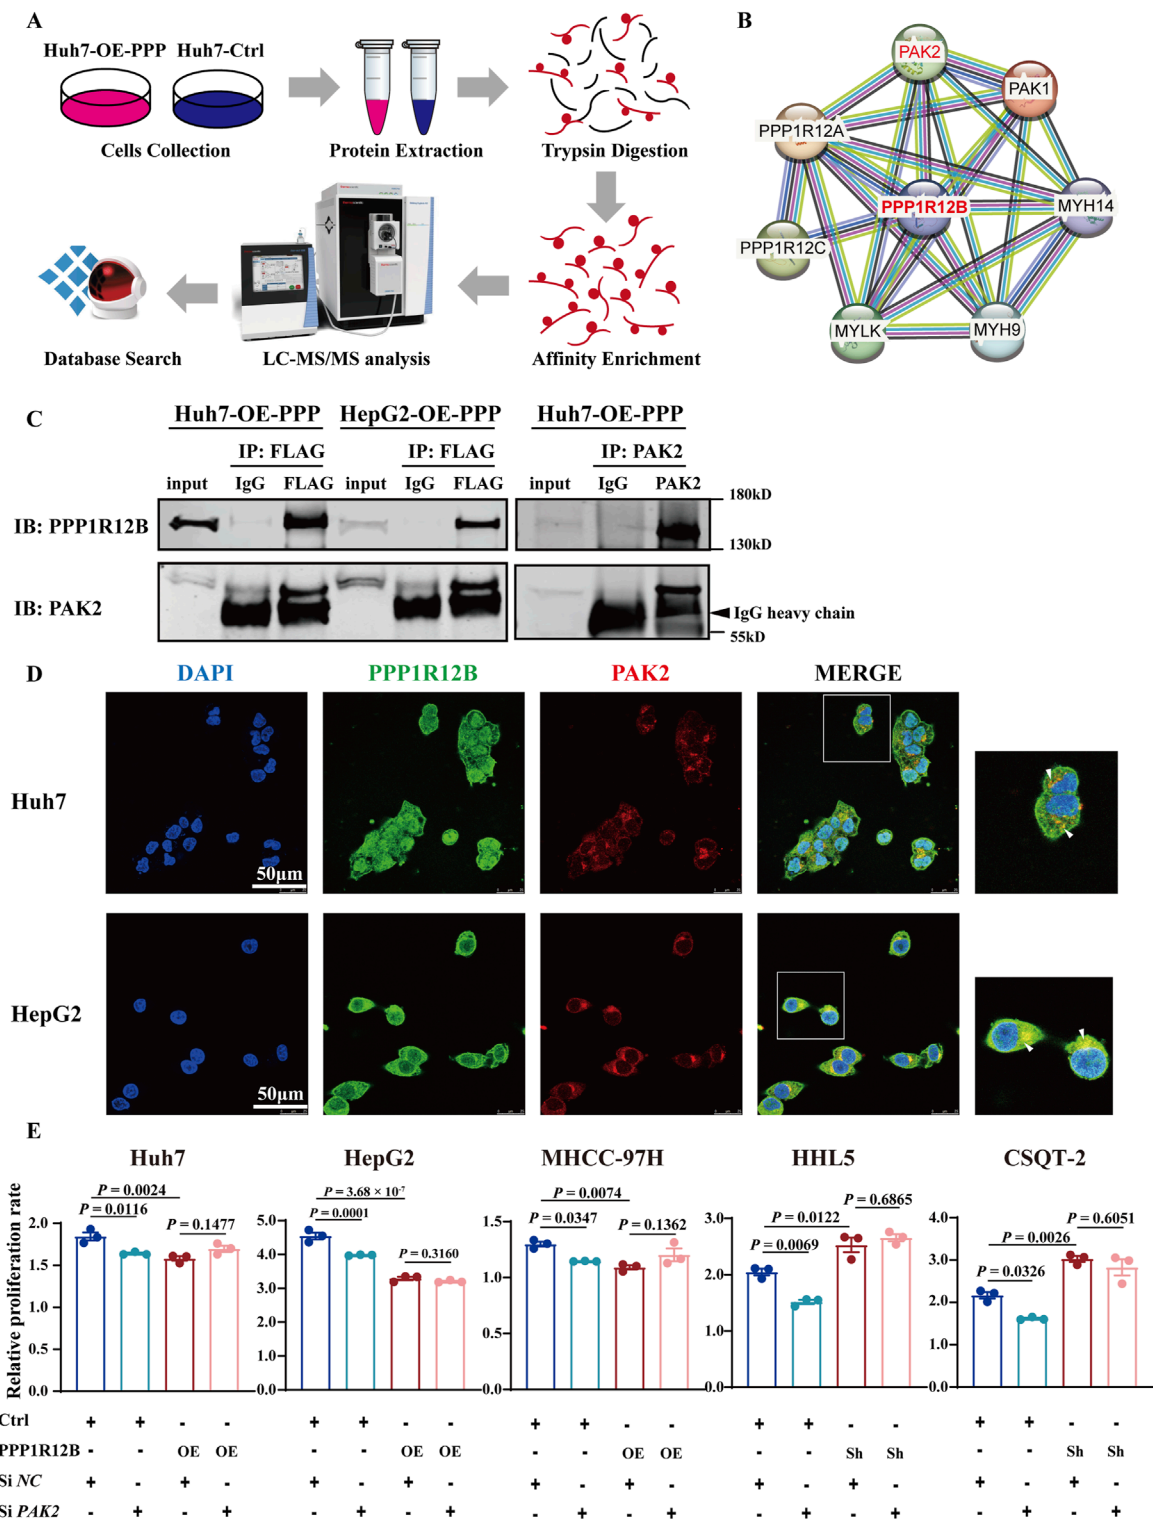 A
Huh7-OE-PPP Huh7-Ctrl
Cells Collection Protein Extraction Trypsin Digestion
Database Search LC-MS/MS analysis Affinity Enrichment
B
PAK2
PAK1
PPP1R12A
PPP1R12B
MYH14
PPP1R12C
MYLK
MYH9
C
Huh7-OE-PPP HepG2-OE-PPP Huh7-OE-PPP
IP: FLAG IP: FLAG IP: PAK2
input IgG FLAG input IgG FLAG input IgG PAK2
180kD
IB: PPP1R12B
130kD
IB: PAK2
IgG heavy chain
55kD
D
DAPI PPP1R12B PAK2 MERGE
Huh7
50μm
HepG2
50μm
E
Huh7 HepG2 MHCC-97H HHL5 CSQT-2
Relative proliferation rate
P = 0.0024
P = 0.0116
P = 0.1477
2.0
1.5
1.0
0.5
0.0
P = 3.68 × 10⁻⁷
P = 0.0001
P = 0.3160
5.0
4.0
3.0
2.0
1.0
0.0
P = 0.0074
P = 0.0347
P = 0.1362
1.5
1.0
0.5
0.0
P = 0.6865
P = 0.0122
P = 0.0069
3.0
2.0
1.0
0.0
P = 0.6051
P = 0.0026
P = 0.0326
4.0
3.0
2.0
1.0
0.0
Ctrl + + - - + + - - + + - - + + - - + + - -
PPP1R12B - - OE OE - - OE OE - - OE OE - - Sh Sh - - Sh Sh
Si NC + - + - + - + - + - + - + - + - + - + -
Si PAK2 - + - + - + - + - + - + - + - + - + - +